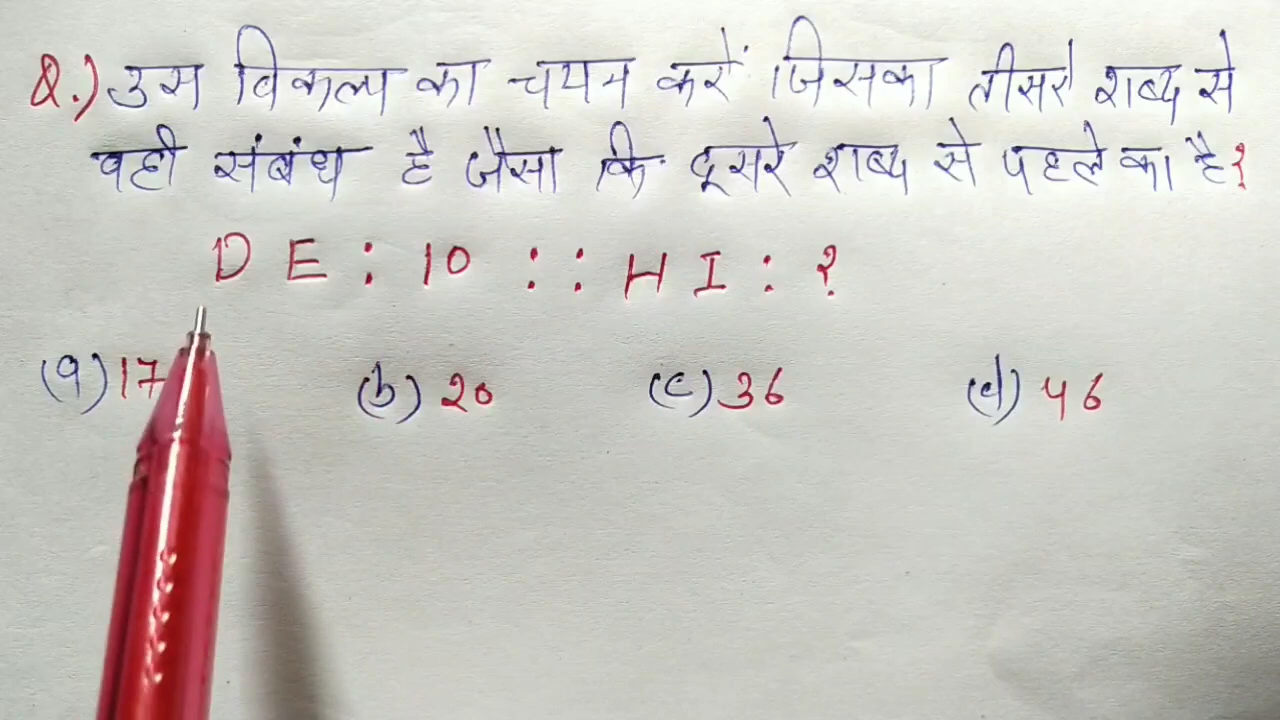 Q.) उस विकल्प का चयन करें जिसका तीसरे शब्द से
वही संबंध है जैसा कि दूसरे शब्द से पहले का है?
D E : 10 : : H I : ?
(a) 17 (b) 20 (c) 36 (d) 46